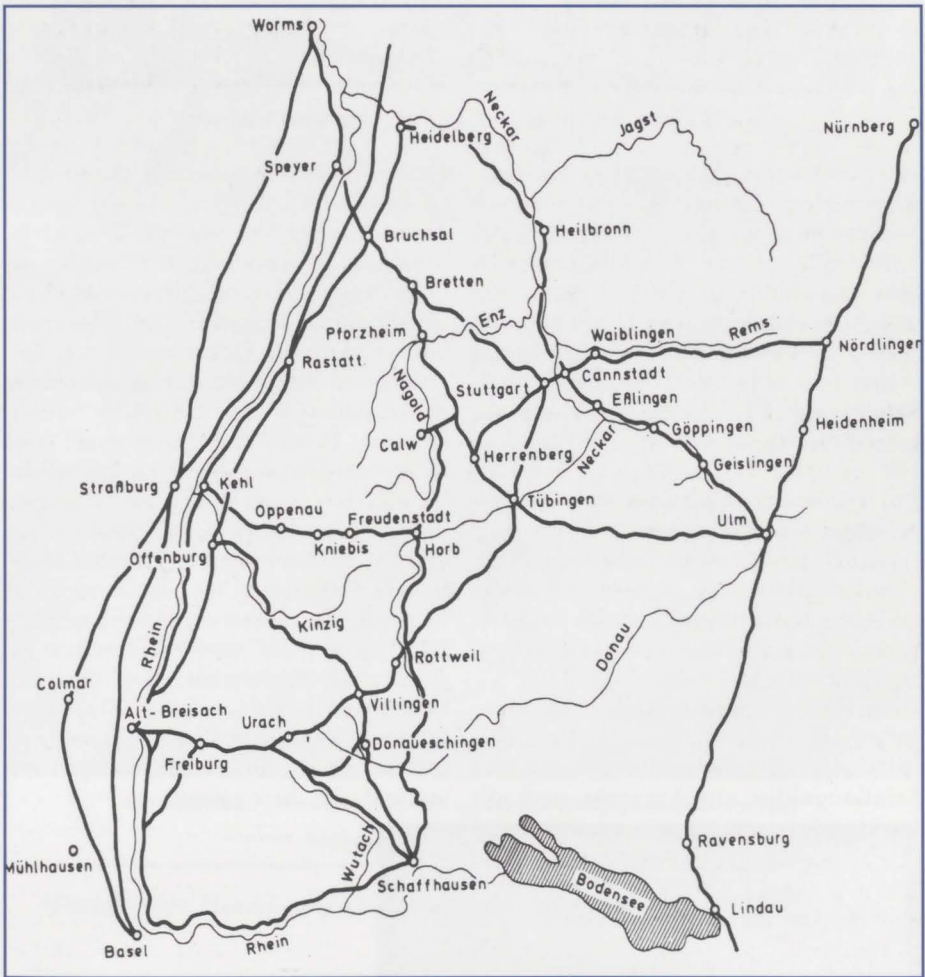 Worms
Neckar
Jagst
Nürnberg
Heidelberg
Speyer
Bruchsal
Heilbronn
Bretten
Enz
Pforzheim
Waiblingen
Rems
Nördlingen
Rastatt
Nagold
Stuttgart
Cannstadt
Eßlingen
Calw
Göppingen
Heidenheim
Herrenberg
Neckar
Geislingen
Straßburg
Kehl
Tübingen
Oppenau
Freudenstadt
Ulm
Kniebis
Horb
Offenburg
Kinzig
Rhein
Donau
Rottweil
Colmar
Villingen
Alt-Breisach
Urach
Donaueschingen
Freiburg
Wutach
Ravensburg
Mühlhausen
Schaffhausen
Bodensee
Lindau
Basel
Rhein